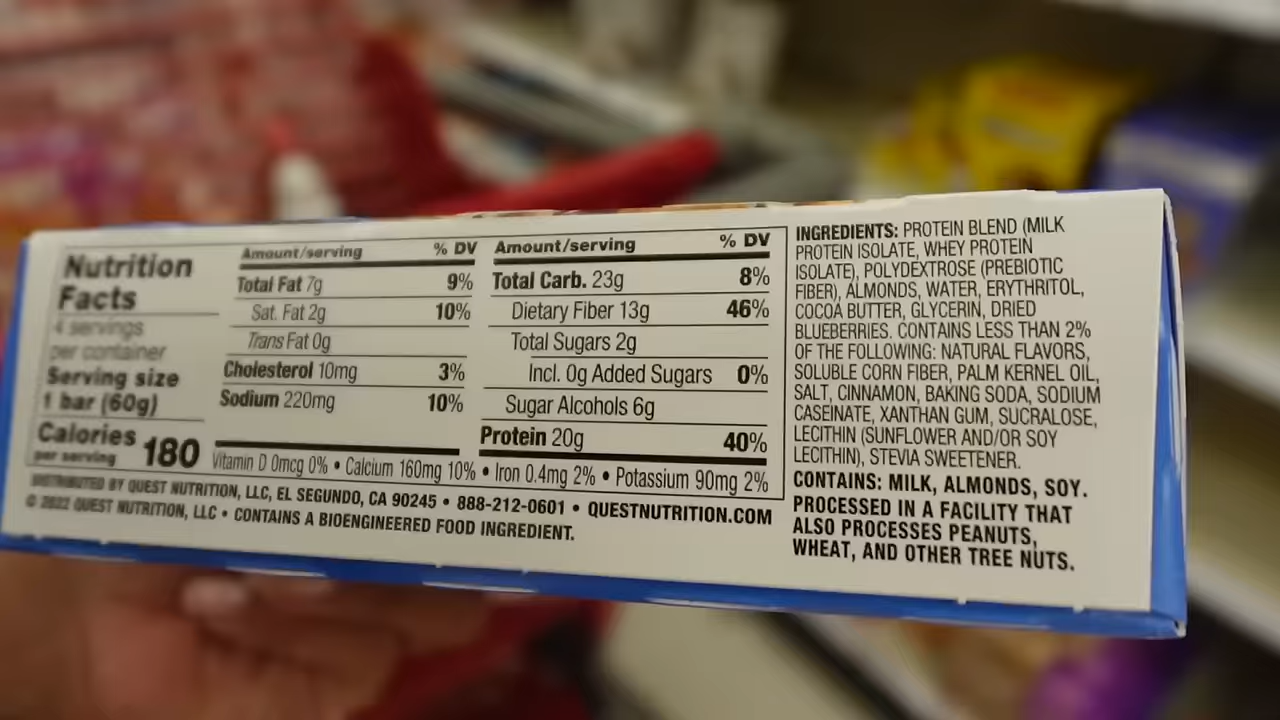 Nutrition
Facts
4 servings
per container
Serving size
1 bar (60g)
Calories
per serving 180
Amount/serving % DV
Total Fat 7g 9%
Sat. Fat 2g 10%
Trans Fat 0g
Cholesterol 10mg 3%
Sodium 220mg 10%
Amount/serving % DV
Total Carb. 23g 8%
Dietary Fiber 13g 46%
Total Sugars 2g
Incl. 0g Added Sugars 0%
Sugar Alcohols 6g
Protein 20g 40%
Vitamin D 0mcg 0% • Calcium 160mg 10% • Iron 0.4mg 2% • Potassium 90mg 2%
DISTRIBUTED BY QUEST NUTRITION, LLC, EL SEGUNDO, CA 90245 • 888-212-0601 • QUESTNUTRITION.COM
© 2022 QUEST NUTRITION, LLC • CONTAINS A BIOENGINEERED FOOD INGREDIENT.
INGREDIENTS: PROTEIN BLEND (MILK
PROTEIN ISOLATE, WHEY PROTEIN
ISOLATE), POLYDEXTROSE (PREBIOTIC
FIBER), ALMONDS, WATER, ERYTHRITOL,
COCOA BUTTER, GLYCERIN, DRIED
BLUEBERRIES. CONTAINS LESS THAN 2%
OF THE FOLLOWING: NATURAL FLAVORS,
SOLUBLE CORN FIBER, PALM KERNEL OIL,
SALT, CINNAMON, BAKING SODA, SODIUM
CASEINATE, XANTHAN GUM, SUCRALOSE,
LECITHIN (SUNFLOWER AND/OR SOY
LECITHIN), STEVIA SWEETENER.
CONTAINS: MILK, ALMONDS, SOY.
PROCESSED IN A FACILITY THAT
ALSO PROCESSES PEANUTS,
WHEAT, AND OTHER TREE NUTS.